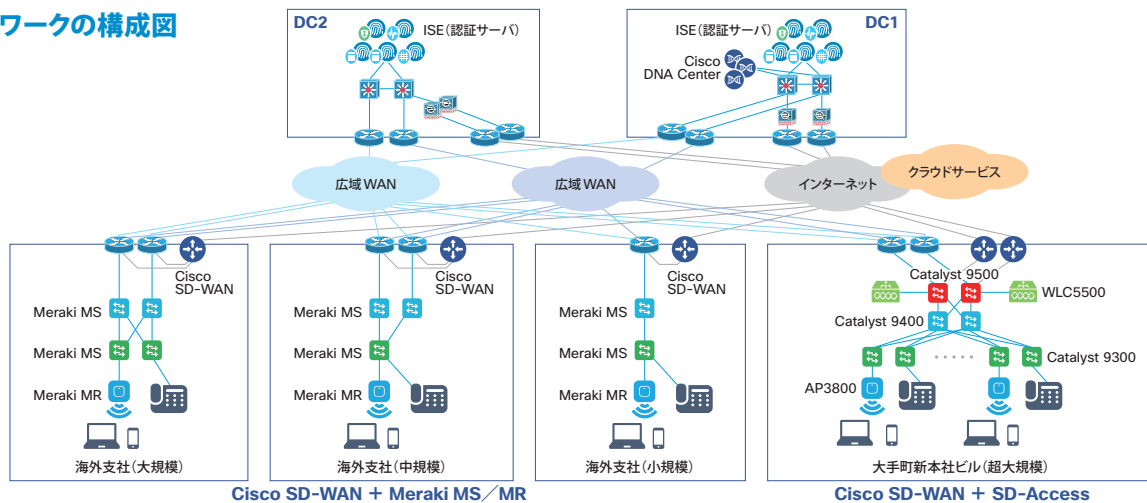 ワークの構成図
DC2
ISE(認証サーバ)
ISE(認証サーバ)
DC1
Cisco
DNA Center
広域WAN
広域WAN
インターネット
クラウドサービス
Cisco
SD-WAN
Meraki MS
Meraki MS
Meraki MR
海外支社(大規模)
Cisco
SD-WAN
Meraki MS
Meraki MS
Meraki MR
海外支社(中規模)
Cisco
SD-WAN
Meraki MS
Meraki MS
Meraki MR
海外支社(小規模)
Catalyst 9500
WLC5500
Catalyst 9400
Catalyst 9300
AP3800
大手町新本社ビル(超大規模)
Cisco SD-WAN + Meraki MS/MR
Cisco SD-WAN + SD-Access